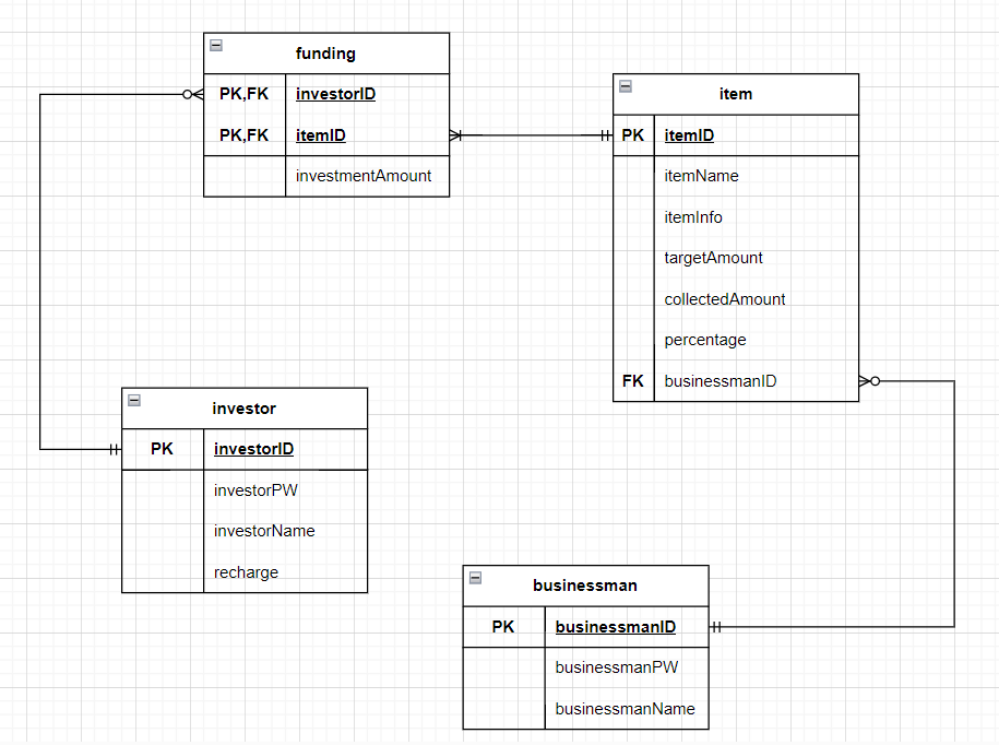 funding
PK,FK investorID
PK,FK itemID
investmentAmount
item
PK itemID
itemName
itemInfo
targetAmount
collectedAmount
percentage
FK businessmanID
investor
PK investorID
investorPW
investorName
recharge
businessman
PK businessmanID
businessmanPW
businessmanName